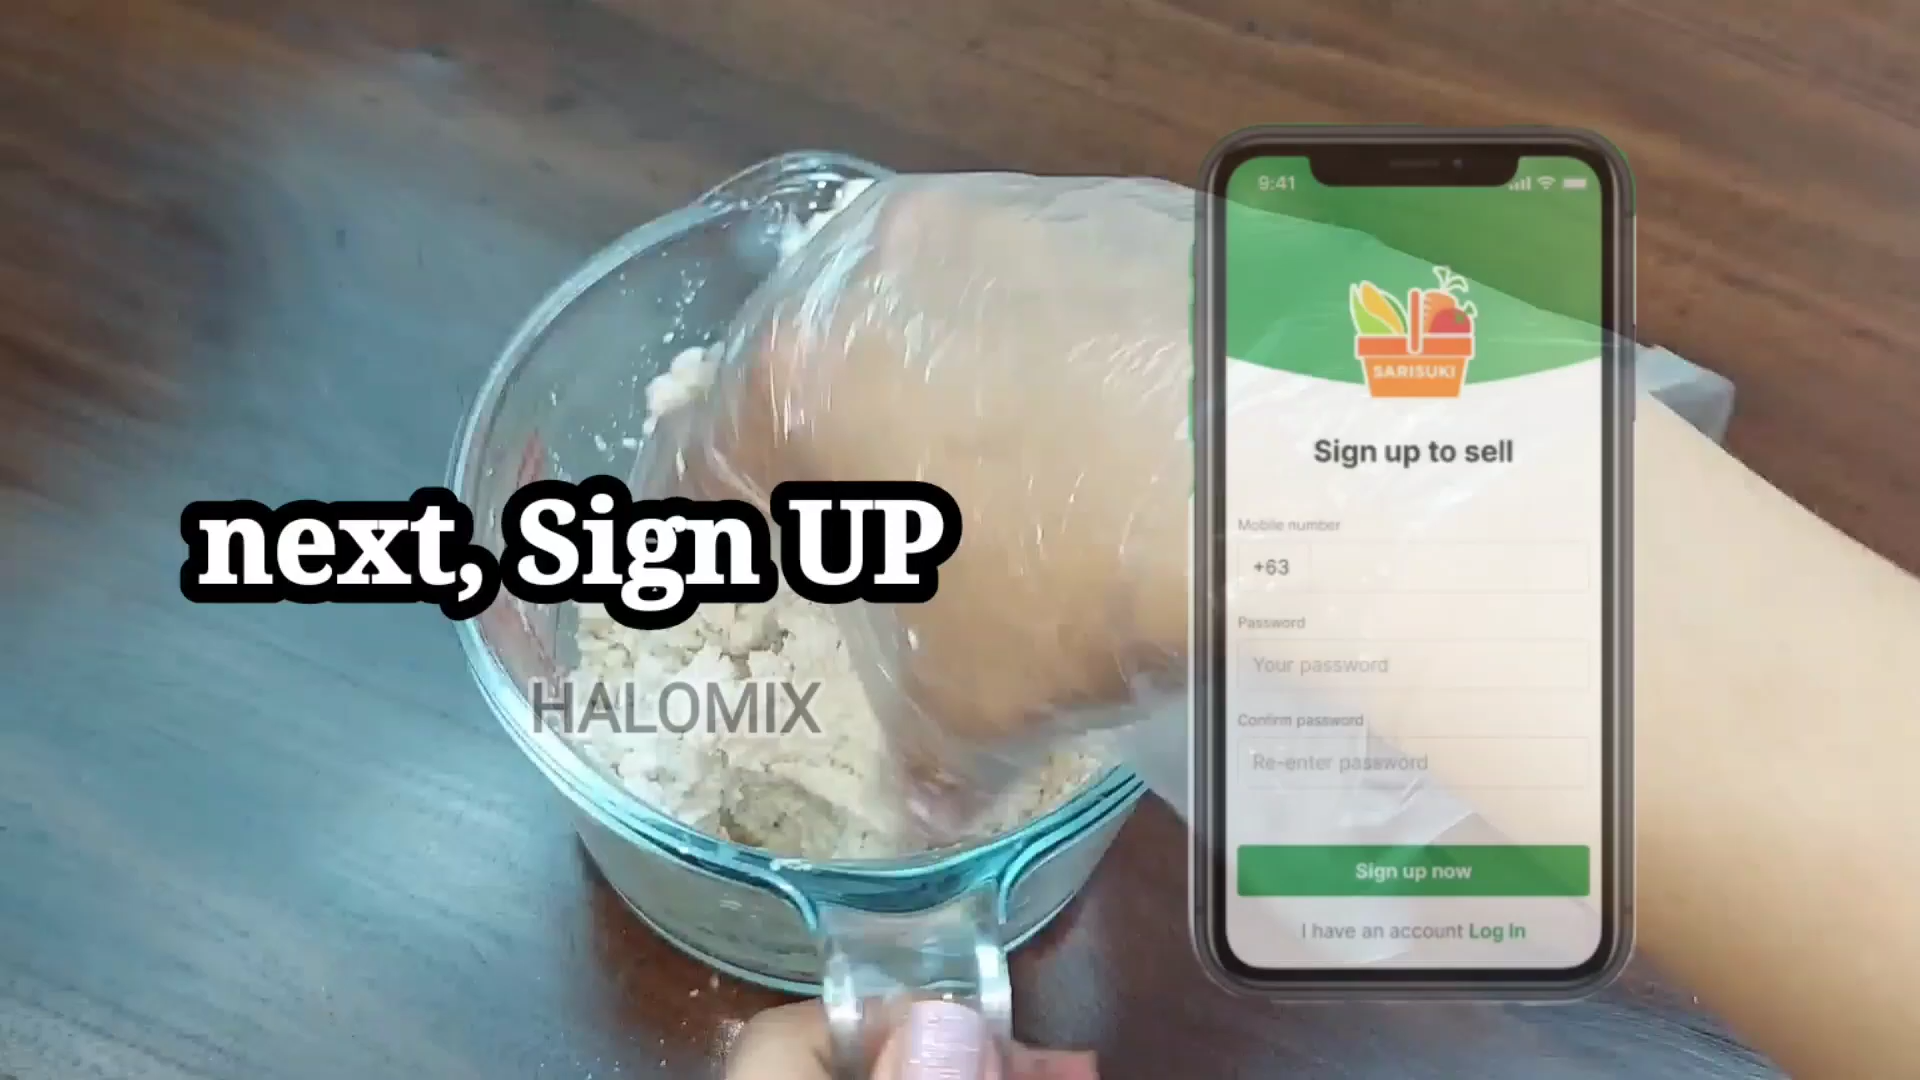 next, Sign UP
HALOMIX
9:41
SARISUKI
Sign up to sell
Mobile number
+63
Password
Your password
Confirm password
Re-enter password
Sign up now
I have an account Log In